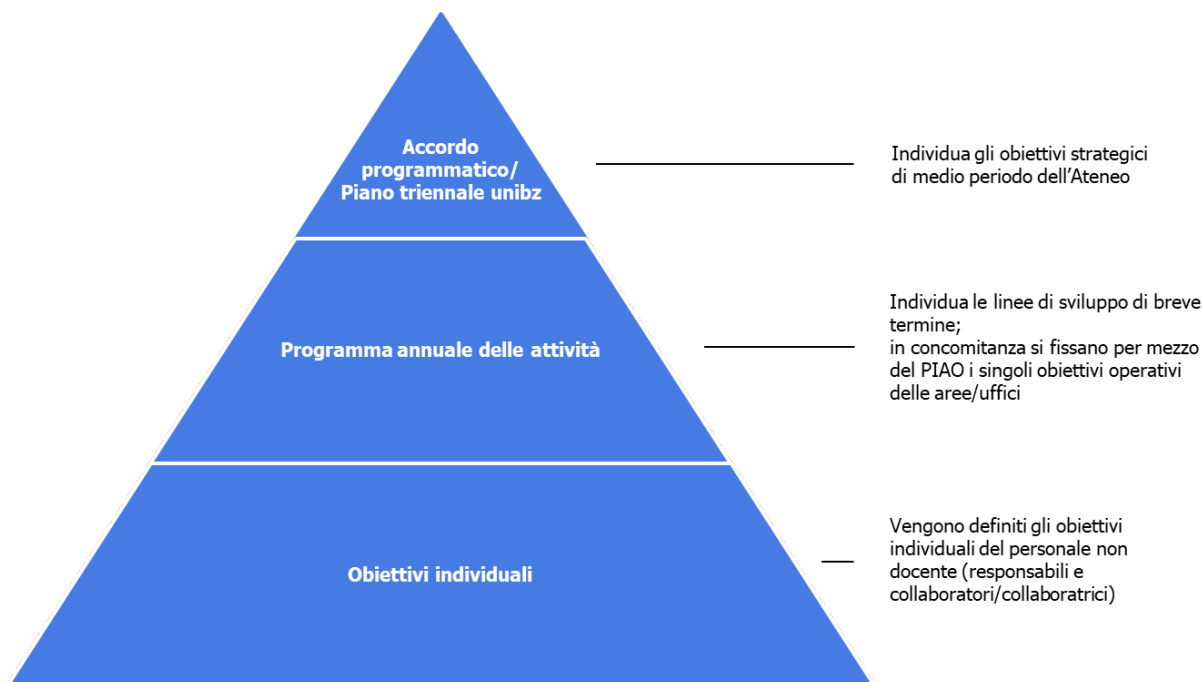 Accordo
programmatico/
Piano triennale unibz
Individua gli obiettivi strategici
di medio periodo dell'Ateneo
Programma annuale delle attività
Individua le linee di sviluppo di breve
termine;
in concomitanza si fissano per mezzo
del PIAO i singoli obiettivi operativi
delle aree/uffici
Obiettivi individuali
Vengono definiti gli obiettivi
individuali del personale non
docente (responsabili e
collaboratori/collaboratrici)